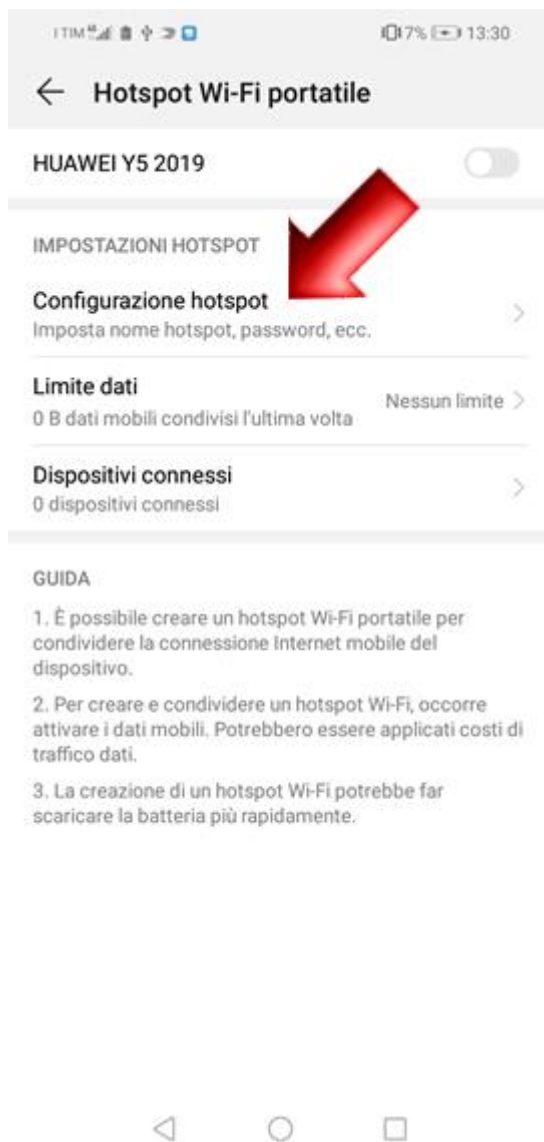 I TIM 4G 7% 13:30
Hotspot Wi-Fi portatile
HUAWEI Y5 2019
IMPOSTAZIONI HOTSPOT
Configurazione hotspot
Imposta nome hotspot, password, ecc.
Limite dati
0 B dati mobili condivisi l'ultima volta
Nessun limite
Dispositivi connessi
0 dispositivi connessi
GUIDA
1. È possibile creare un hotspot Wi-Fi portatile per
condividere la connessione Internet mobile del
dispositivo.
2. Per creare e condividere un hotspot Wi-Fi, occorre
attivare i dati mobili. Potrebbero essere applicati costi di
traffico dati.
3. La creazione di un hotspot Wi-Fi potrebbe far
scaricare la batteria più rapidamente.